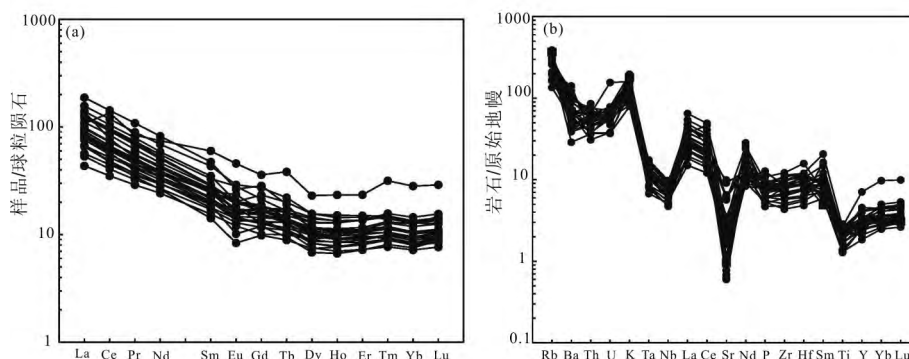 (a)
1000
100
10
1
样品/球粒陨石
La Ce Pr Nd Sm Eu Gd Tb Dy Ho Er Tm Yb Lu
(b)
1000
100
10
1
0.1
岩石/原始地幔
Rb Ba Th U K Ta Nb La Ce Sr Nd P Zr Hf Sm Ti Y Yb Lu